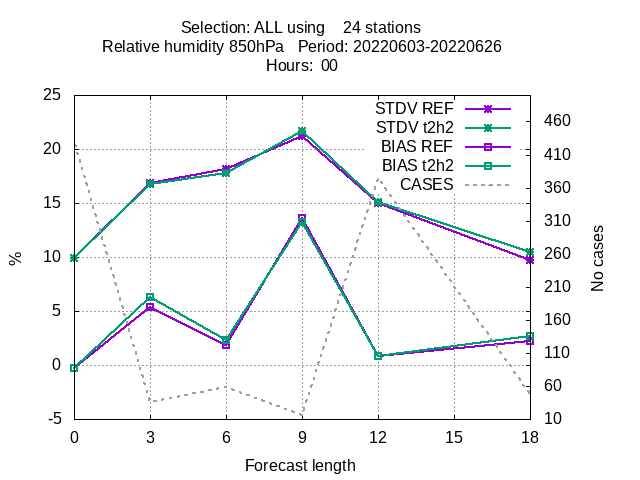 Selection: ALL using    24 stations
Relative humidity 850hPa   Period: 20220603-20220626
Hours:  00
STDV REF
STDV t2h2
BIAS REF
BIAS t2h2
CASES
25
20
15
10
5
0
-5
%
460
410
360
310
260
210
160
110
60
10
No cases
0 3 6 9 12 15 18
Forecast length